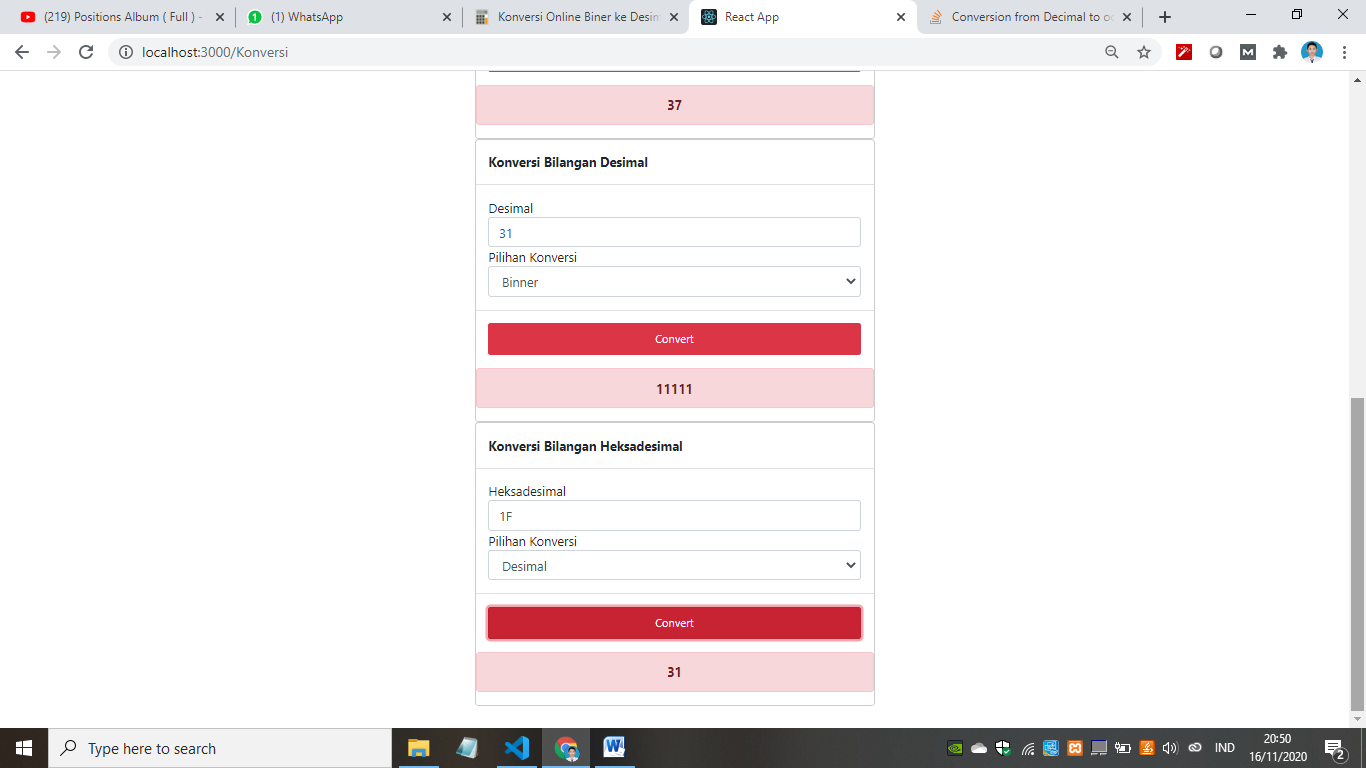 (219) Positions Album ( Full ) -
(1) WhatsApp
Konversi Online Biner ke Desim
React App
Conversion from Decimal to oc
localhost:3000/Konversi
37
Konversi Bilangan Desimal
Desimal
31
Pilihan Konversi
Binner
Convert
11111
Konversi Bilangan Heksadesimal
Heksadesimal
1F
Pilihan Konversi
Desimal
Convert
31
Type here to search
IND
20:50
16/11/2020
2